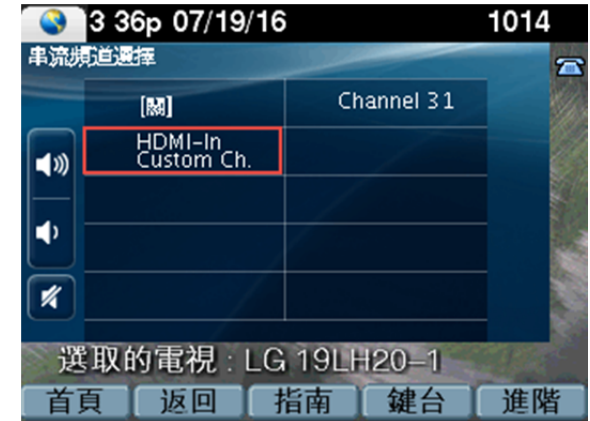 3 36p 07/19/16
1014
串流頻道選擇
[關]
Channel 31
HDMI-In
Custom Ch.
選取的電視 : LG 19LH20-1
首頁
返回
指南
鍵台
進階